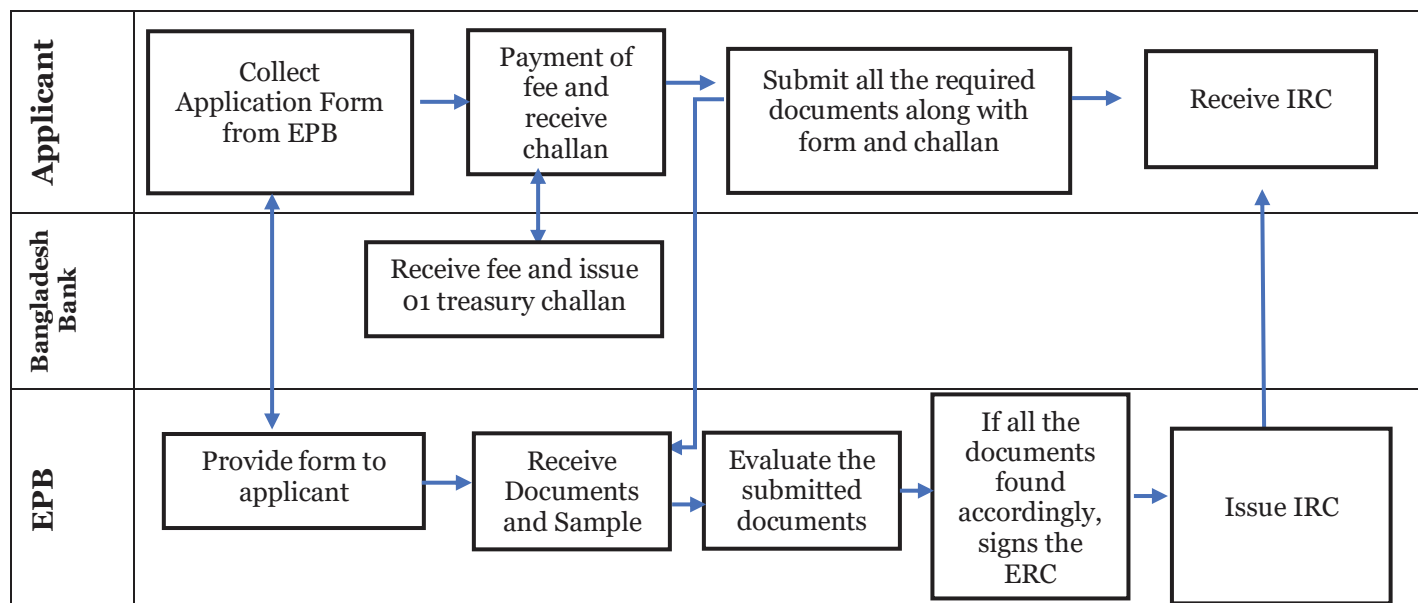 Applicant
Collect
Application Form
from EPB
Payment of
fee and
receive
challan
Submit all the required
documents along with
form and challan
Receive IRC
Bangladesh
Bank
Receive fee and issue
01 treasury challan
EPB
Provide form to
applicant
Receive
Documents
and Sample
Evaluate the
submitted
documents
If all the
documents
found
accordingly,
signs the
ERC
Issue IRC